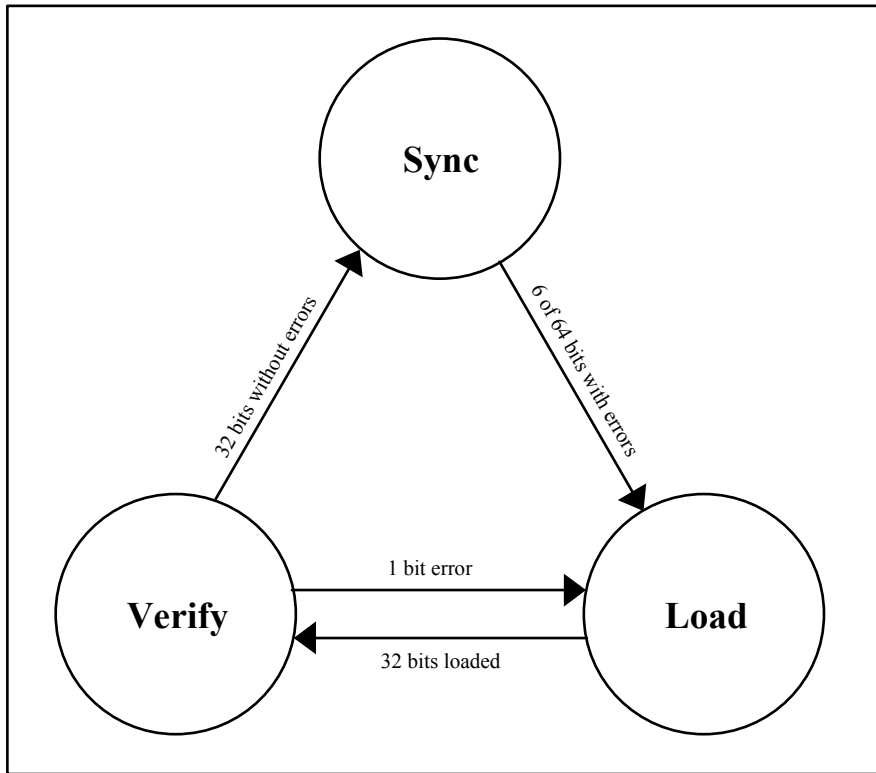 Sync
32 bits without errors
6 of 64 bits with errors
1 bit error
Verify
Load
32 bits loaded